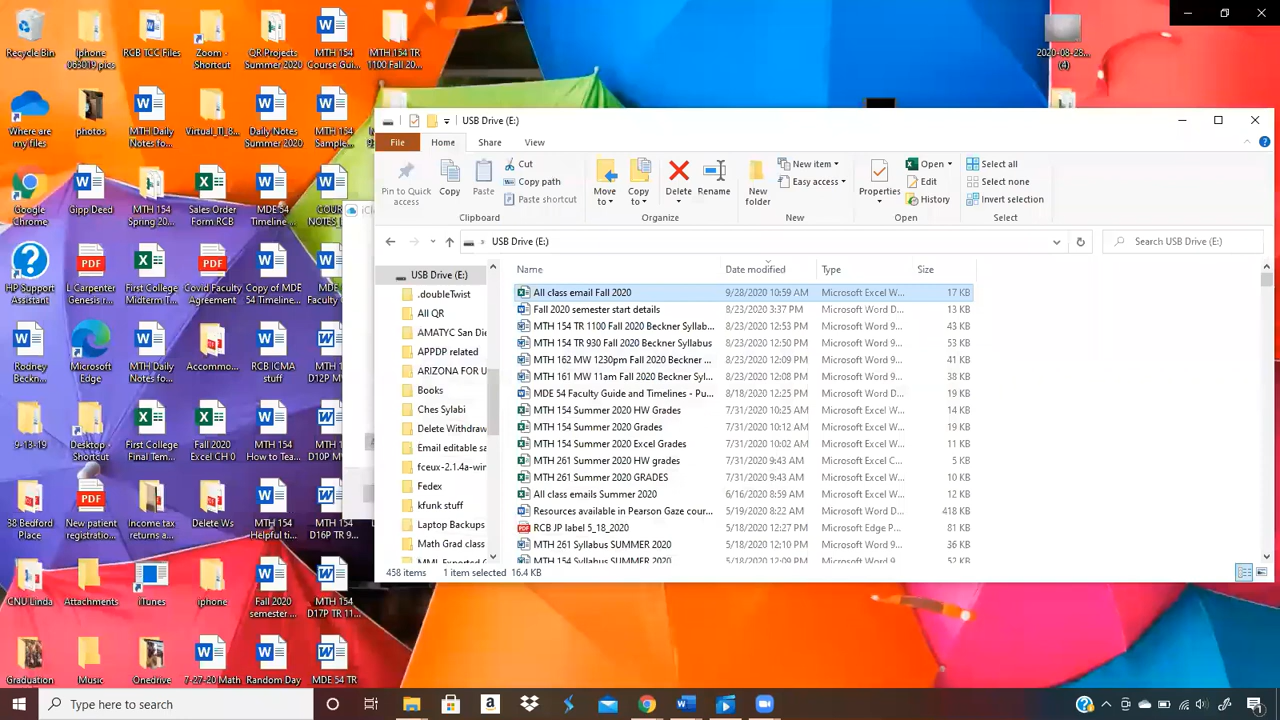 Recycle Bin
Iphone
063019 pics
RCB TCC Files
Zoom -
Shortcut
QR Projects
Summer 2020
MTH 154
Course Gui...
MTH 154 TR
1100 Fall 20...
2020-08-28...
(4)
Where are
my files
photos
MTH Daily
Notes fo...
Virtual_TI_8...
Daily Notes
Summer 2020
MTH 154
Sample...
Google
Chrome
Gipp Deed
MTH 154
Spring 20...
Sales Order
Form RCB
MDE 54
Timeline ...
HP Support
Assistant
L Carpenter
Genesis r...
First College
Midterm T...
Covid Faculty
Agreement
Copy of MDE
54 Timeline...
MTH Daily
Faculty ...
Rodney
Beckn...
Microsoft
Edge
MTH Daily
Notes fo...
Accommo...
RCB ICMA
stuff
MTH 154
D12P M...
9-13-19
Desktop -
Shortcut
First College
Final Tem...
Fall 2020
Excel CH 0
MTH 154
How to Tea...
MTH 154
D10P M...
38 Bedford
Place
New patient
registratio...
Income tax
returns a...
Delete Ws
MTH 154
Helpful ti...
MTH 154
D16P TR 9...
CNU Linda
Attachments
iTunes
iphone
Fall 2020
semester ...
MTH 154
D17P TR 11...
Graduation
Music
Onedrive
7-27-20 Math
Random Day
MDE 54 TR
USB Drive (E:)
File
Home
Share
View
Pin to Quick
access
Copy
Paste
Cut
Copy path
Paste shortcut
Clipboard
Move
to
Copy
to
Delete
Rename
Organize
New
folder
New item
Easy access
New
Properties
Open
Edit
History
Open
Select all
Select none
Invert selection
Select
USB Drive (E:)
Search USB Drive (E:)
USB Drive (E:)
.doubleTwist
All QR
AMATYC San Die
APPDP related
ARIZONA FOR U
Books
Ches Sylabi
Delete Withdraw
Email editable sa
fceux-2.1.4a-win
Fedex
kfunk stuff
Laptop Backups
Math Grad class
MML Exported G
Name Date modified Type Size
All class email Fall 2020 9/28/2020 10:59 AM Microsoft Excel W... 17 KB
Fall 2020 semester start details 8/23/2020 3:37 PM Microsoft Word D... 13 KB
MTH 154 TR 1100 Fall 2020 Beckner Syllab... 8/23/2020 12:53 PM Microsoft Word 9... 43 KB
MTH 154 TR 930 Fall 2020 Beckner Syllabus 8/23/2020 12:50 PM Microsoft Word 9... 53 KB
MTH 162 MW 1230pm Fall 2020 Beckner ... 8/23/2020 12:09 PM Microsoft Word 9... 41 KB
MTH 161 MW 11am Fall 2020 Beckner Syl... 8/23/2020 12:08 PM Microsoft Word 9... 38 KB
MDE 54 Faculty Guide and Timelines - Pu... 8/18/2020 12:25 PM Microsoft Word D... 19 KB
MTH 154 Summer 2020 HW Grades 7/31/2020 10:25 AM Microsoft Excel W... 14 KB
MTH 154 Summer 2020 Grades 7/31/2020 10:12 AM Microsoft Excel W... 19 KB
MTH 154 Summer 2020 Excel Grades 7/31/2020 10:02 AM Microsoft Excel W... 11 KB
MTH 261 Summer 2020 HW grades 7/31/2020 9:43 AM Microsoft Excel C... 5 KB
MTH 261 Summer 2020 GRADES 7/31/2020 9:43 AM Microsoft Excel W... 10 KB
All class emails Summer 2020 6/16/2020 8:59 AM Microsoft Excel W... 12 KB
Resources available in Pearson Gaze cour... 5/19/2020 8:22 AM Microsoft Word D... 418 KB
RCB JP label 5_18_2020 5/18/2020 12:27 PM Microsoft Edge P... 81 KB
MTH 261 Syllabus SUMMER 2020 5/18/2020 12:10 PM Microsoft Word 9... 36 KB
MTH 154 Syllabus SUMMER 2020 5/18/2020 12:09 PM Microsoft Word 9... 52 KB
458 items 1 item selected 16.4 KB
Type here to search